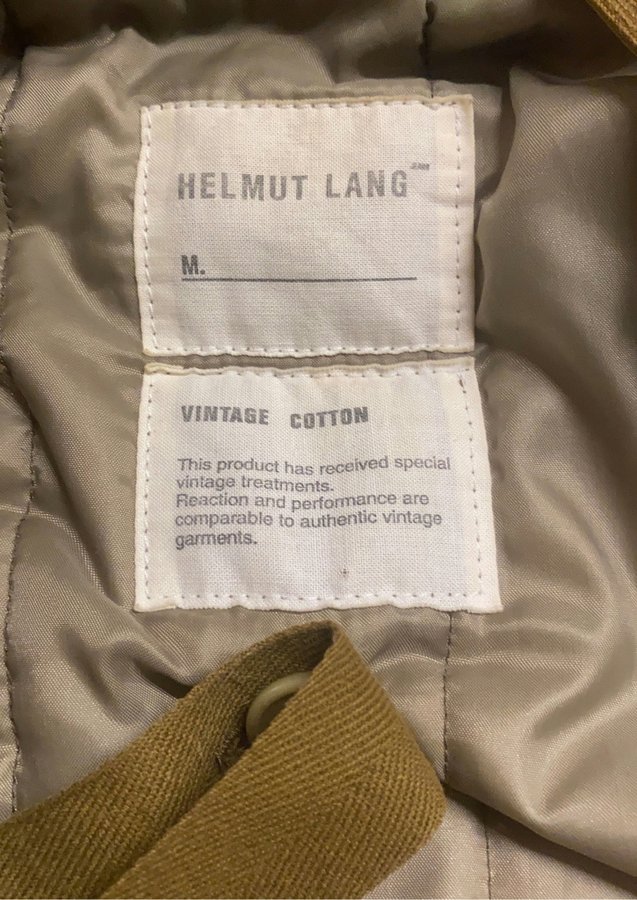 HELMUT LANG JEANS
M.
VINTAGE COTTON
This product has received special
vintage treatments.
Reaction and performance are
comparable to authentic vintage
garments.